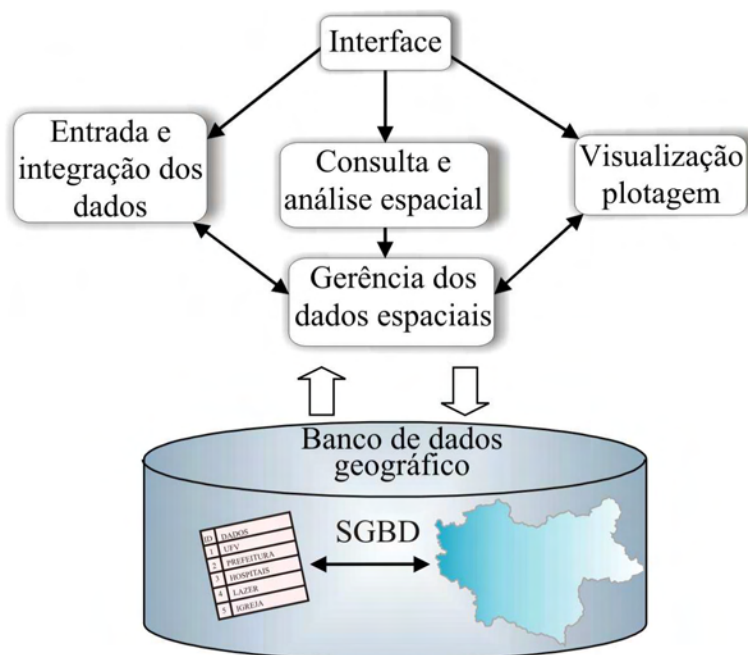 Interface
Entrada e
integração dos
dados
Consulta e
análise espacial
Visualização
plotagem
Gerência dos
dados espaciais
Banco de dados
geográfico
SGBD
ID DADOS
1 UFV
2 PREFEITURA
3 HOSPITAIS
4 LAZER
5 IGREJA